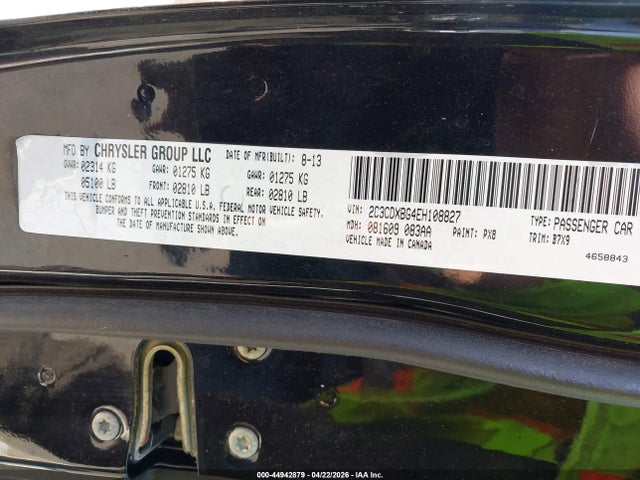 MFD BY CHRYSLER GROUP LLC DATE OF MFR(BUILT): 8-13
GVWR: 02314 KG GAWR: 01275 KG GAWR: 01275 KG
05100 LB FRONT: 02810 LB REAR: 02810 LB
THIS VEHICLE CONFORMS TO ALL APPLICABLE U.S.A. FEDERAL MOTOR VEHICLE SAFETY,
BUMPER AND THEFT PREVENTION STANDARDS IN EFFECT ON
THE DATE OF MANUFACTURE SHOWN ABOVE.
VIN: 2C3CDXBG4EH108827 TYPE: PASSENGER CAR
MDH: 081609 083AA PAINT: PX8 TRIM: B7X9
VEHICLE MADE IN CANADA
4658843
000-44942879 | 04/22/2026 | © COPYRIGHT IAA, LLC.